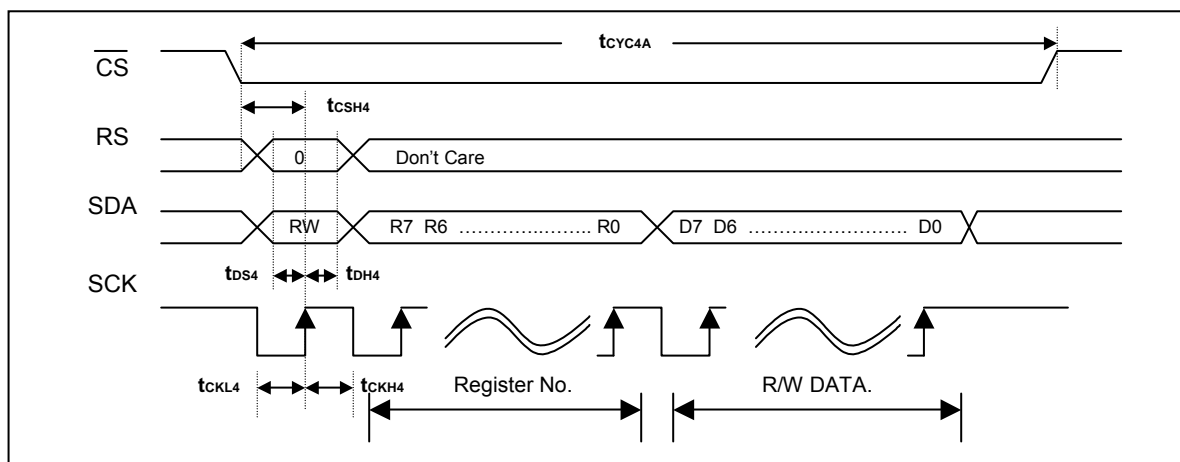 tCYC4A
CS
tCSH4
RS
0 Don't Care
SDA
RW R7 R6 ........................ R0 D7 D6 ............................ D0
tDS4 tDH4
SCK
tCKL4 tCKH4 Register No. R/W DATA.